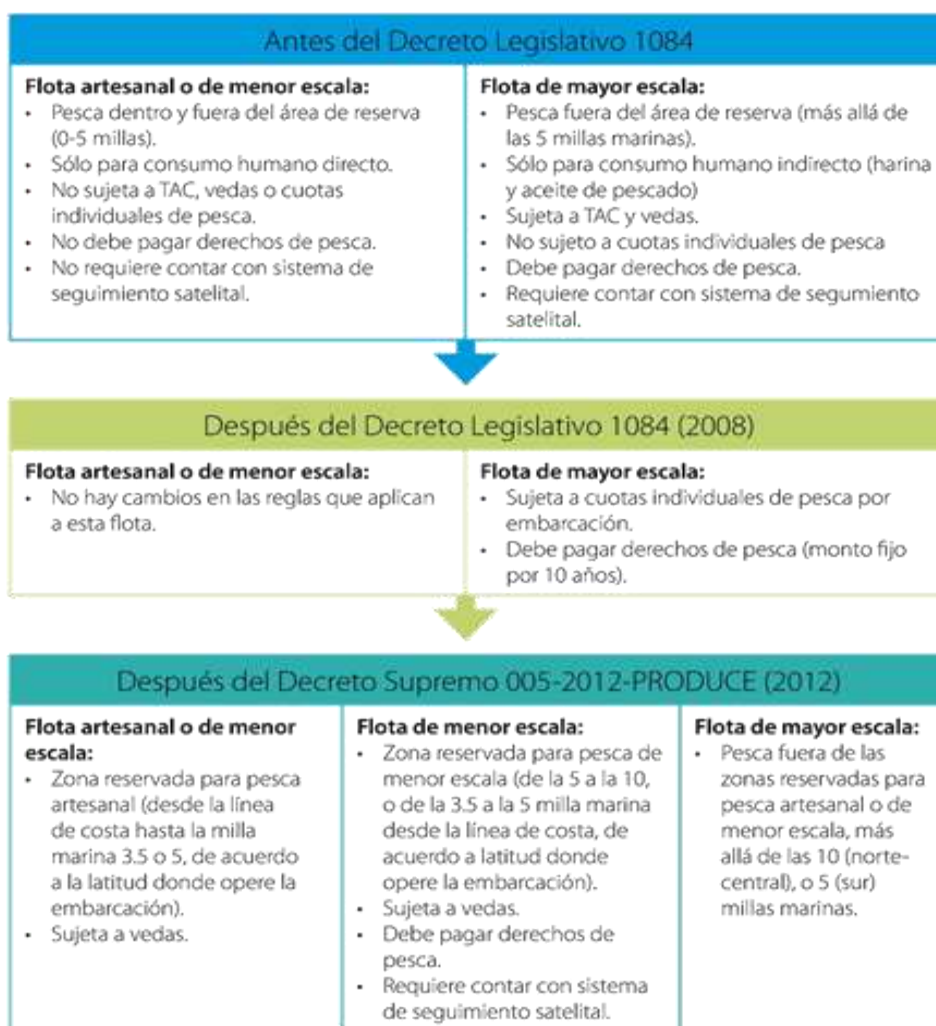 Antes del Decreto Legislativo 1084
Flota artesanal o de menor escala:
• Pesca dentro y fuera del área de reserva
(0-5 millas).
• Sólo para consumo humano directo.
• No sujeta a TAC, vedas o cuotas
individuales de pesca.
• No debe pagar derechos de pesca.
• No requiere contar con sistema de
seguimiento satelital.
Flota de mayor escala:
• Pesca fuera del área de reserva (más allá de
las 5 millas marinas).
• Sólo para consumo humano indirecto (harina
y aceite de pescado)
• Sujeta a TAC y vedas.
• No sujeto a cuotas individuales de pesca
• Debe pagar derechos de pesca.
• Requiere contar con sistema de segumiento
satelital.
Después del Decreto Legislativo 1084 (2008)
Flota artesanal o de menor escala:
• No hay cambios en las reglas que aplican
a esta flota.
Flota de mayor escala:
• Sujeta a cuotas individuales de pesca por
embarcación.
• Debe pagar derechos de pesca (monto fijo
por 10 años).
Después del Decreto Supremo 005-2012-PRODUCE (2012)
Flota artesanal o de menor
escala:
• Zona reservada para pesca
artesanal (desde la línea
de costa hasta la milla
marina 3.5 o 5, de acuerdo
a la latitud donde opere la
embarcación).
• Sujeta a vedas.
Flota de menor escala:
• Zona reservada para pesca de
menor escala (de la 5 a la 10,
o de la 3.5 a la 5 milla marina
desde la línea de costa, de
acuerdo a latitud donde
opere la embarcación).
• Sujeta a vedas.
• Debe pagar derechos de
pesca.
• Requiere contar con sistema
de seguimiento satelital.
Flota de mayor escala:
• Pesca fuera de las
zonas reservadas para
pesca artesanal o de
menor escala, más
allá de las 10 (norte-
central), o 5 (sur)
millas marinas.